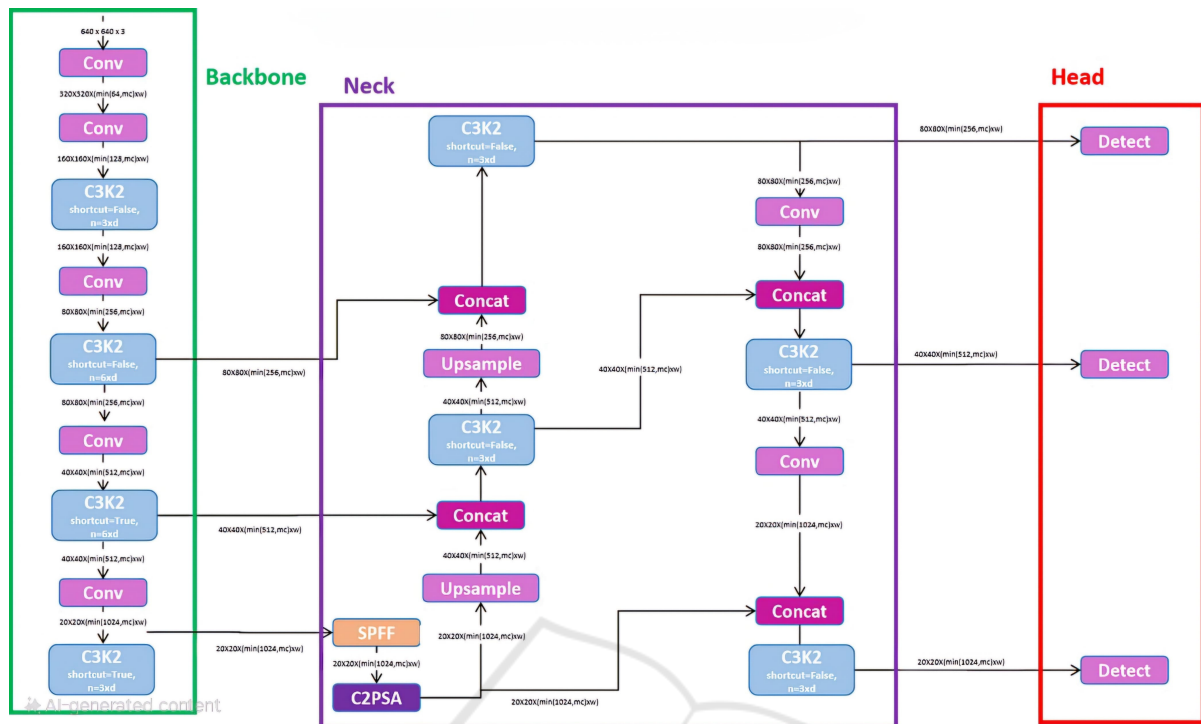 640 x 640 x 3
Conv
320X320X(min(64,mc)xw)
Conv
160X160X(min(128,mc)xw)
C3K2
shortcut=False,
n=3xd
160X160X(min(128,mc)xw)
Conv
80X80X(min(256,mc)xw)
C3K2
shortcut=False,
n=6xd
80X80X(min(256,mc)xw)
Conv
40X40X(min(512,mc)xw)
C3K2
shortcut=True,
n=6xd
40X40X(min(512,mc)xw)
Conv
20X20X(min(1024,mc)xw)
C3K2
shortcut=True,
n=3xd
AI-generated content
Backbone
80X80X(min(256,mc)xw)
40X40X(min(512,mc)xw)
20X20X(min(1024,mc)xw)
Neck
C3K2
shortcut=False,
n=3xd
Concat
80X80X(min(256,mc)xw)
Upsample
40X40X(min(512,mc)xw)
C3K2
shortcut=False,
n=3xd
Concat
40X40X(min(512,mc)xw)
Upsample
20X20X(min(1024,mc)xw)
SPFF
20X20X(min(1024,mc)xw)
C2PSA
20X20X(min(1024,mc)xw)
40X40X(min(512,mc)xw)
80X80X(min(256,mc)xw)
Conv
80X80X(min(256,mc)xw)
Concat
C3K2
shortcut=False,
n=3xd
40X40X(min(512,mc)xw)
Conv
20X20X(min(1024,mc)xw)
Concat
C3K2
shortcut=False,
n=3xd
Head
80X80X(min(256,mc)xw)
Detect
40X40X(min(512,mc)xw)
Detect
20X20X(min(1024,mc)xw)
Detect